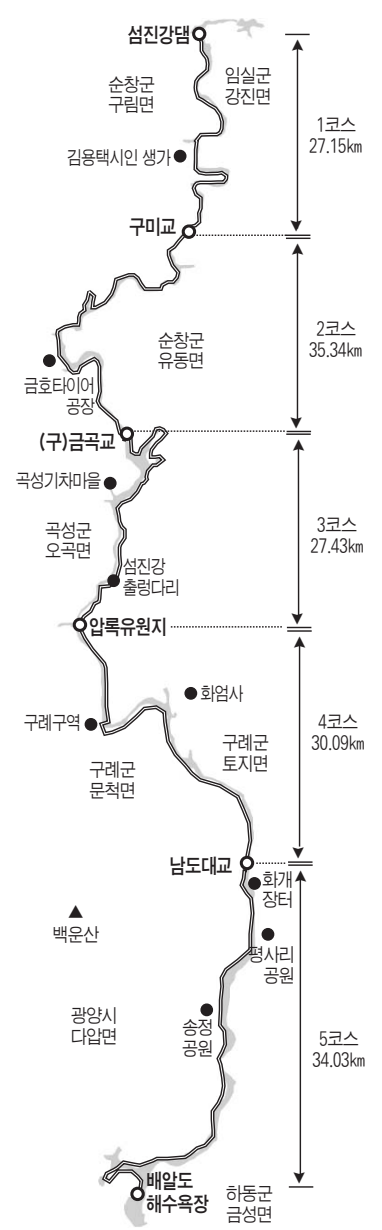 섬진강댐
순창군
구림면
임실군
강진면
1코스
27.15㎞
김용택시인 생가
구미교
2코스
35.34㎞
순창군
유동면
금호타이어
공장
(구)금곡교
곡성기차마을
3코스
27.43㎞
곡성군
오곡면
섬진강
출렁다리
압록유원지
화엄사
4코스
30.09㎞
구례구역
구례군
토지면
구례군
문척면
남도대교
화개
장터
백운산
평사리
공원
광양시
다압면
송정
공원
5코스
34.03㎞
배알도
해수욕장
하동군
금성면